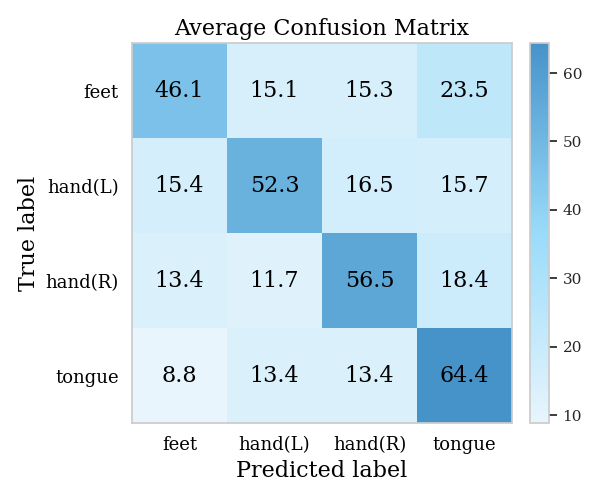 Average Confusion Matrix
True label
feet 46.1 15.1 15.3 23.5
hand(L) 15.4 52.3 16.5 15.7
hand(R) 13.4 11.7 56.5 18.4
tongue 8.8 13.4 13.4 64.4
feet hand(L) hand(R) tongue
Predicted label
60
50
40
30
20
10